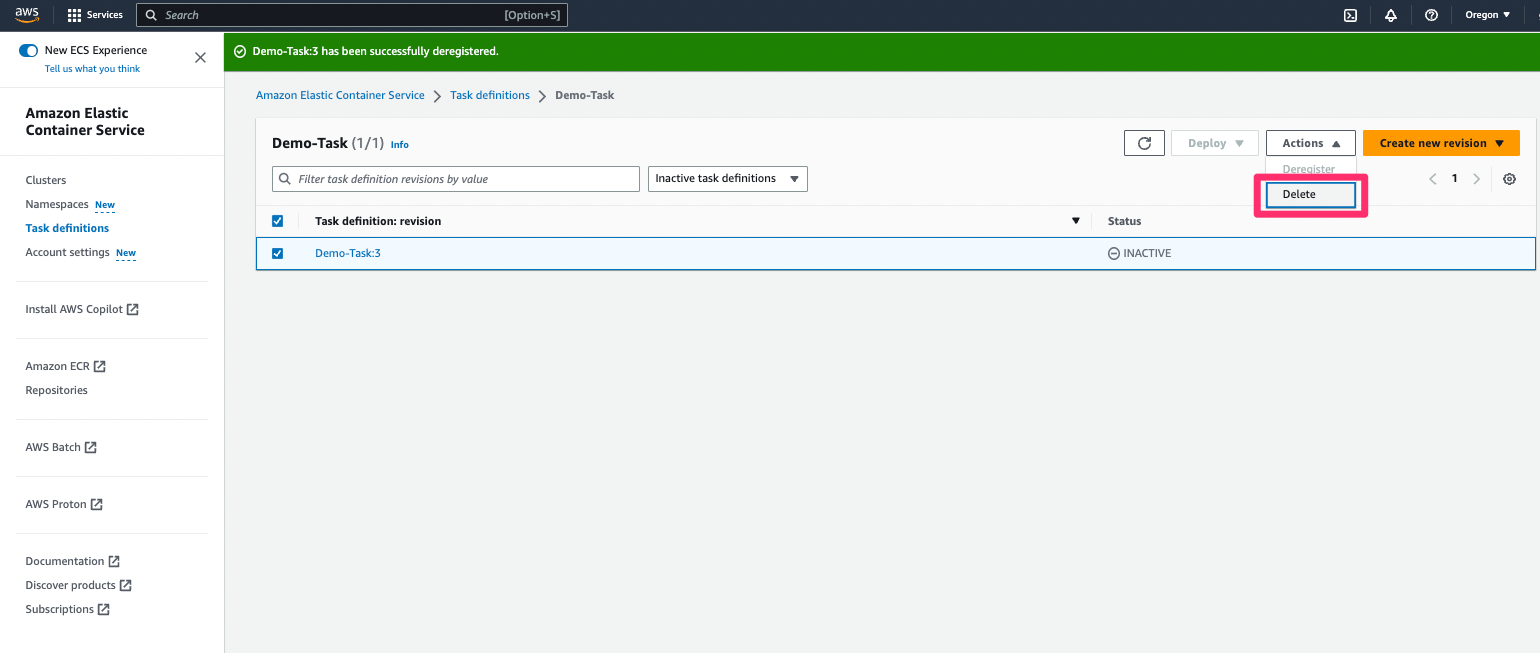 aws
Services
Search
[Option+S]
Oregon
New ECS Experience
Tell us what you think
Demo-Task:3 has been successfully deregistered.
Amazon Elastic Container Service
Task definitions
Demo-Task
Amazon Elastic
Container Service
Demo-Task (1/1) Info
Deploy
Actions
Create new revision
Deregister
Delete
Filter task definition revisions by value
Inactive task definitions
1
Clusters
Namespaces New
Task definitions
Account settings New
Task definition: revision
Status
Demo-Task:3
INACTIVE
Install AWS Copilot
Amazon ECR
Repositories
AWS Batch
AWS Proton
Documentation
Discover products
Subscriptions